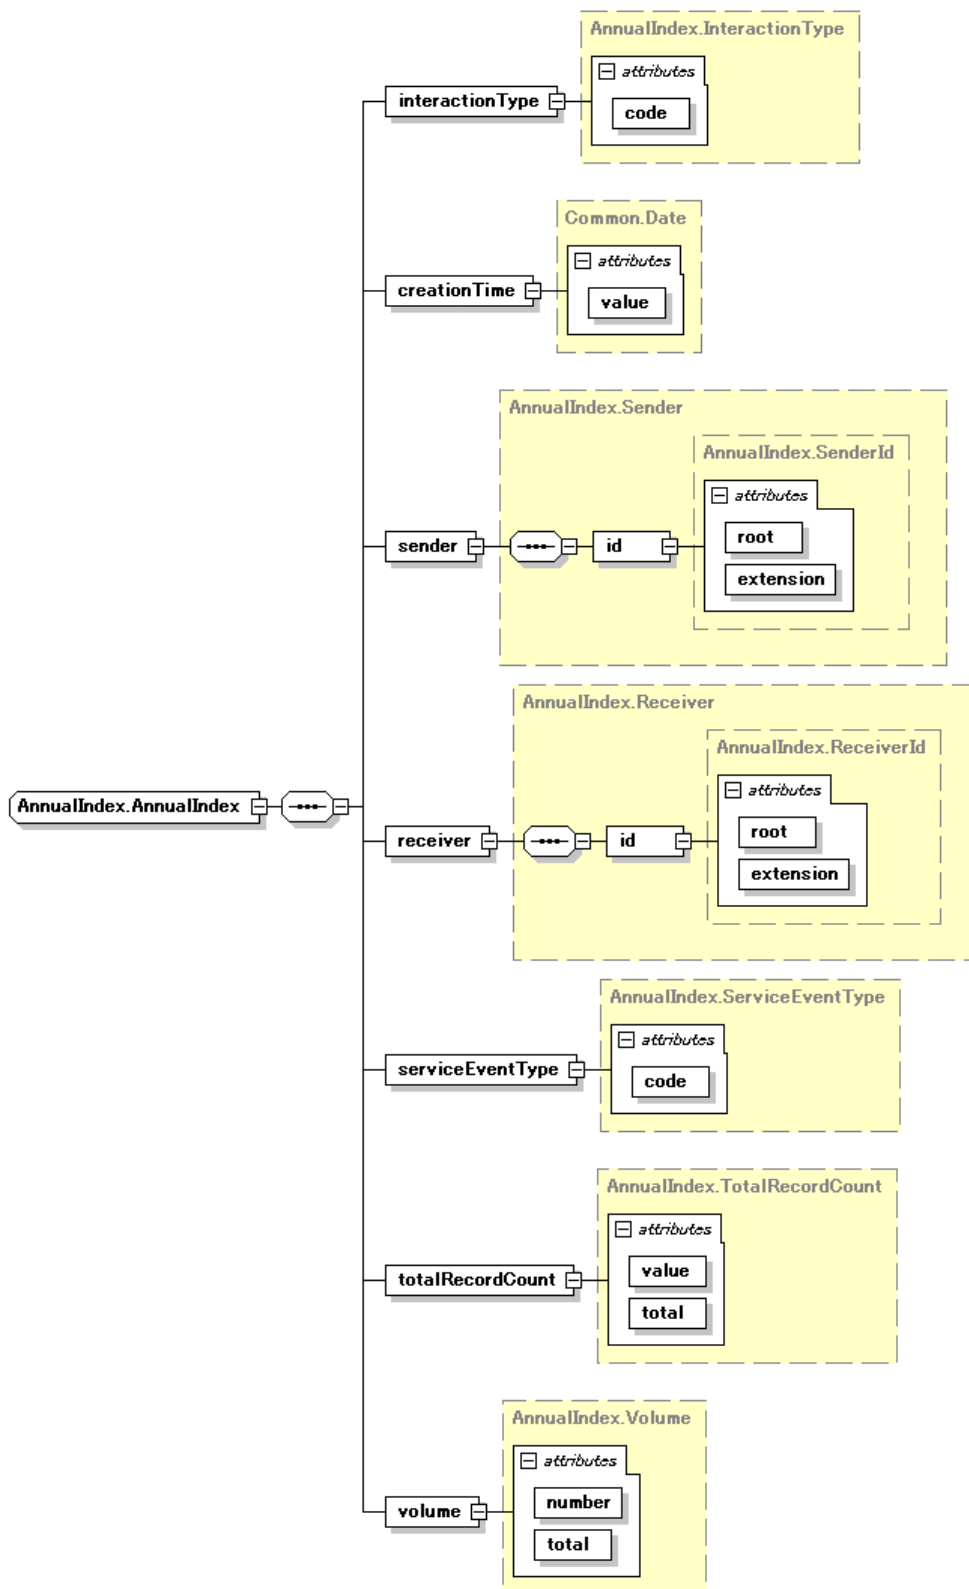 AnnualIndex.InteractionType
attributes
interactionType
code
Common.Date
attributes
creationTime
value
AnnualIndex.Sender
AnnualIndex.SenderId
attributes
sender
id
root
extension
AnnualIndex.Receiver
AnnualIndex.ReceiverId
attributes
AnnualIndex.AnnualIndex
receiver
id
root
extension
AnnualIndex.ServiceEventType
attributes
serviceEventType
code
AnnualIndex.TotalRecordCount
attributes
totalRecordCount
value
total
AnnualIndex.Volume
attributes
volume
number
total